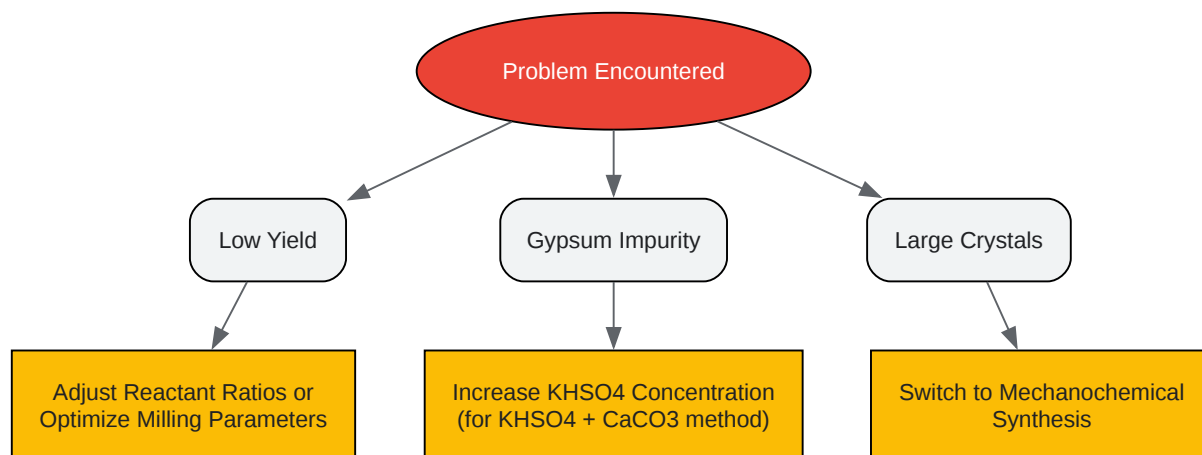 Problem Encountered
Low Yield
Gypsum Impurity
Large Crystals
Adjust Reactant Ratios or
Optimize Milling Parameters
Increase KHSO4 Concentration
(for KHSO4 + CaCO3 method)
Switch to Mechanochemical
Synthesis